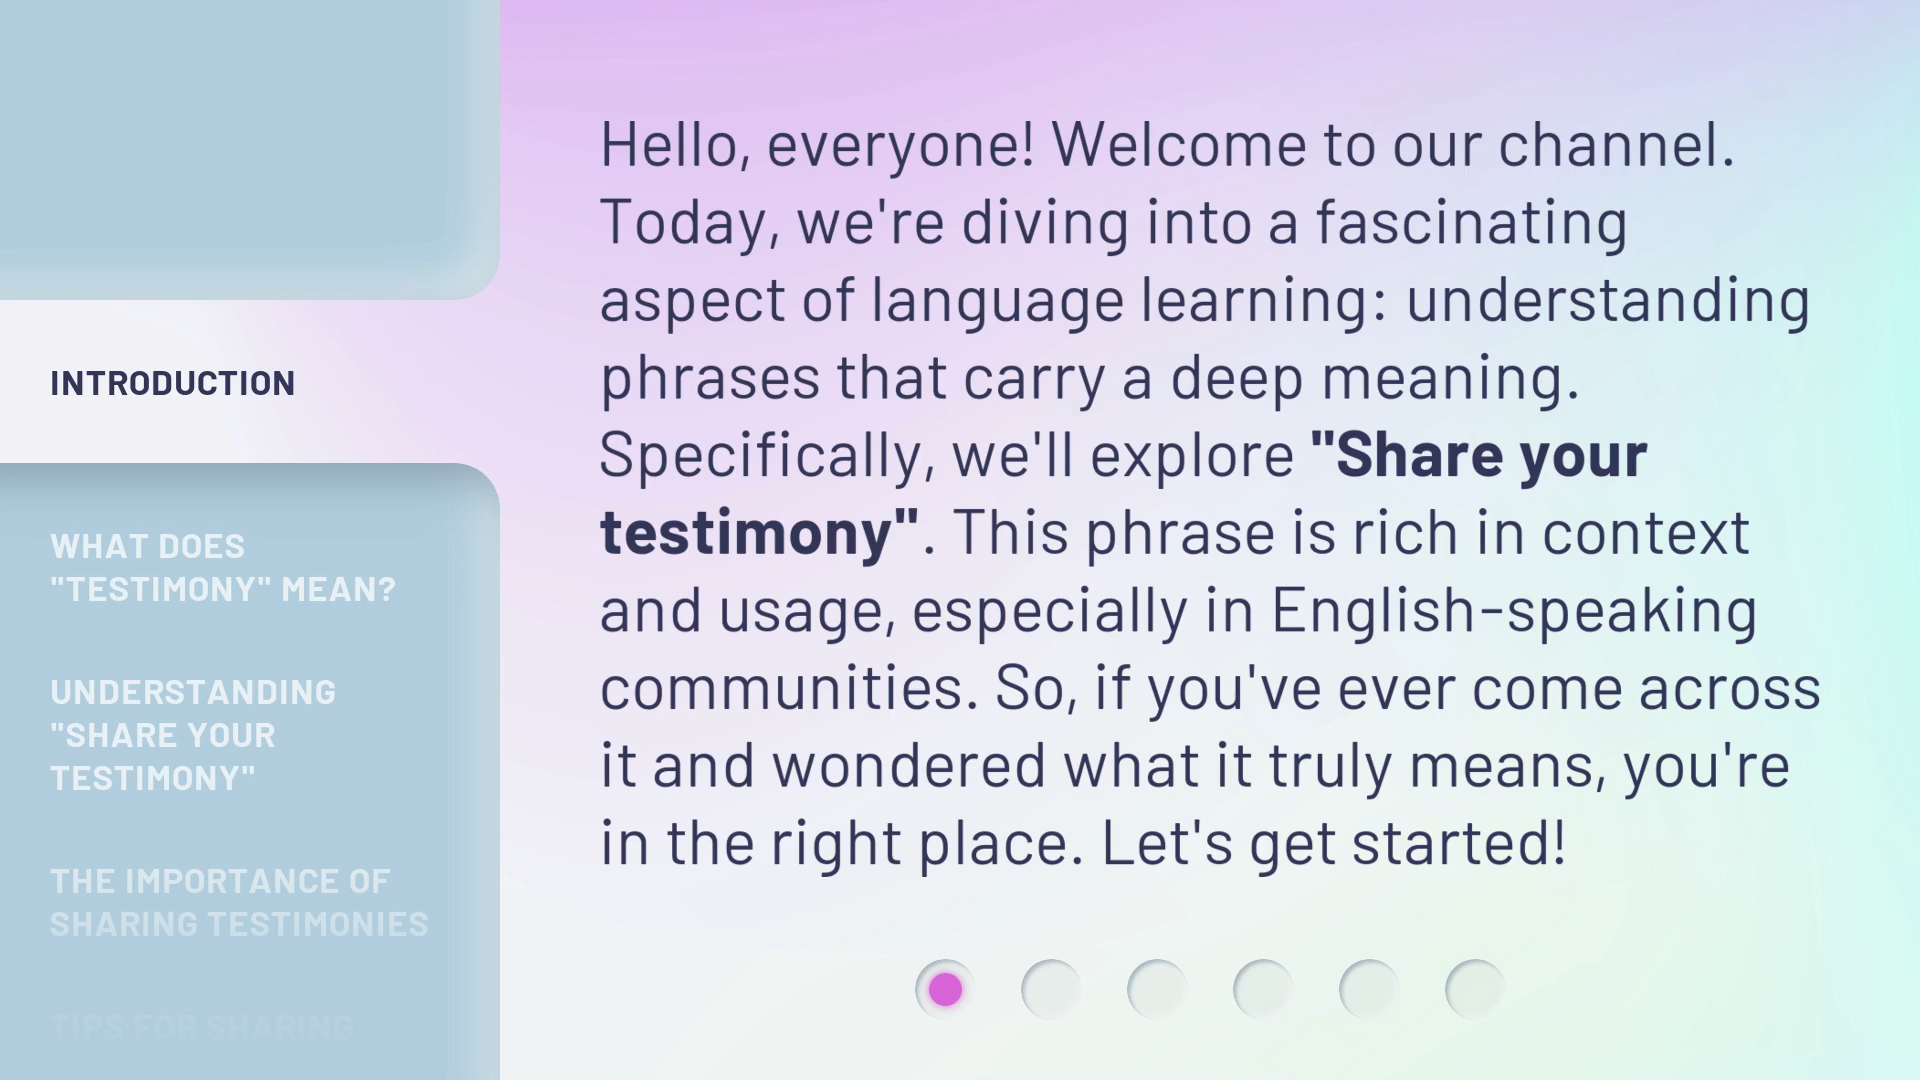 INTRODUCTION
WHAT DOES
"TESTIMONY" MEAN?
UNDERSTANDING
"SHARE YOUR
TESTIMONY"
THE IMPORTANCE OF
SHARING TESTIMONIES
TIPS FOR SHARING
Hello, everyone! Welcome to our channel.
Today, we're diving into a fascinating
aspect of language learning: understanding
phrases that carry a deep meaning.
Specifically, we'll explore "Share your
testimony". This phrase is rich in context
and usage, especially in English-speaking
communities. So, if you've ever come across
it and wondered what it truly means, you're
in the right place. Let's get started!